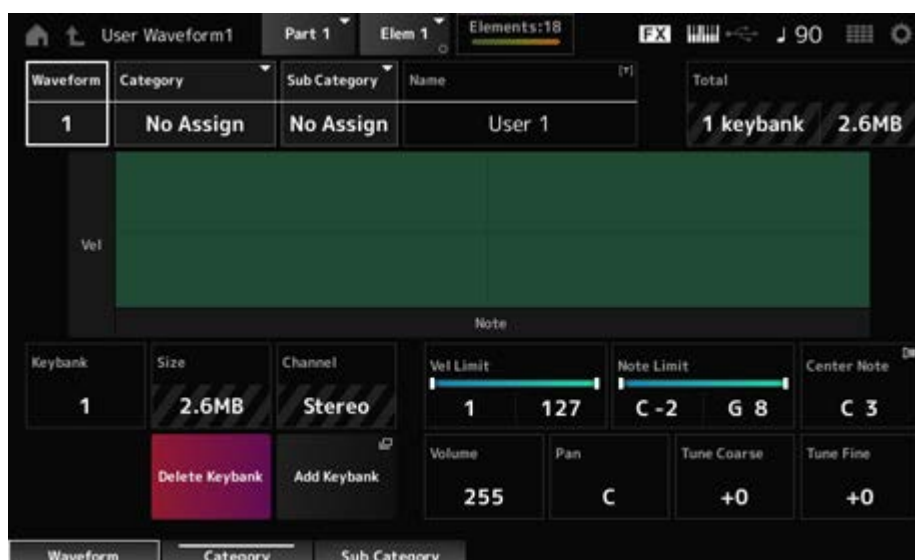 User Waveform1 Part 1 Elem 1 Elements:18 FX ♩ 90
Waveform Category Sub Category Name [T] Total
1 No Assign No Assign User 1 1 keybank 2.6MB
Vel
Note
Keybank Size Channel Vel Limit Note Limit Center Note
1 2.6MB Stereo 1 127 C -2 G 8 C 3
Delete Keybank Add Keybank Volume Pan Tune Coarse Tune Fine
255 C +0 +0
Waveform Category Sub Category